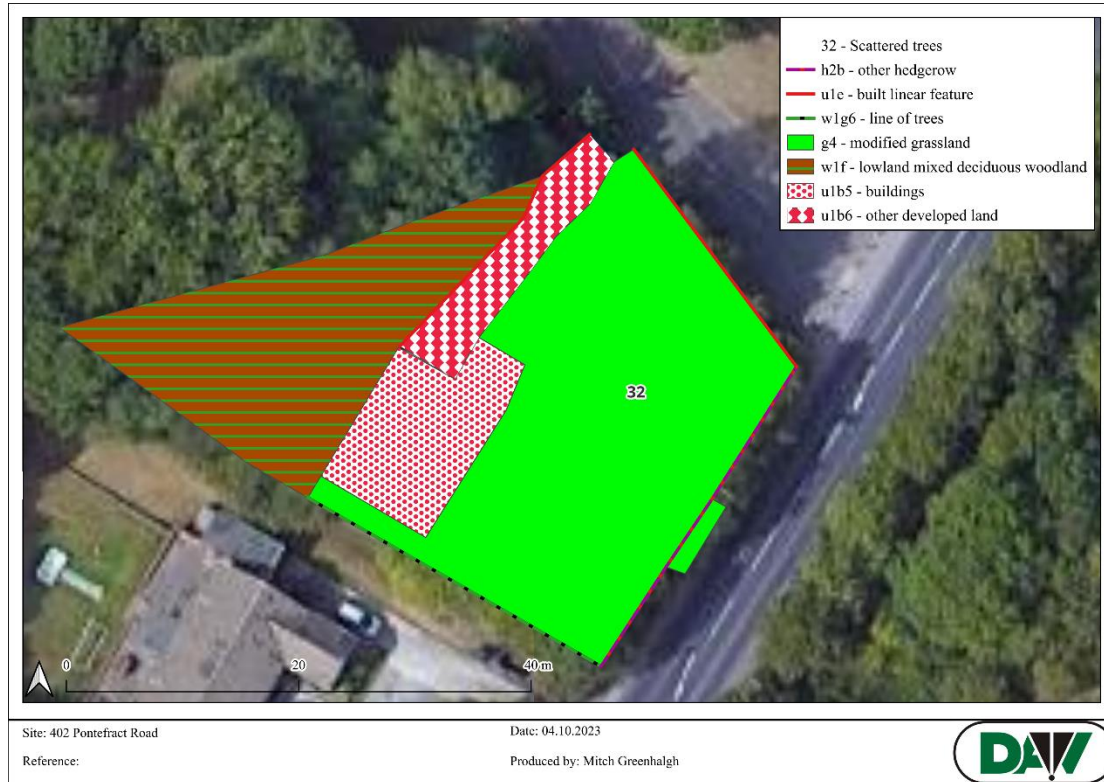 32 - Scattered trees
h2b - other hedgerow
u1e - built linear feature
w1g6 - line of trees
g4 - modified grassland
w1f - lowland mixed deciduous woodland
u1b5 - buildings
u1b6 - other developed land
32
0 20 40 m
Site: 402 Pontefract Road
Date: 04.10.2023
Reference:
Produced by: Mitch Greenhalgh
DAW